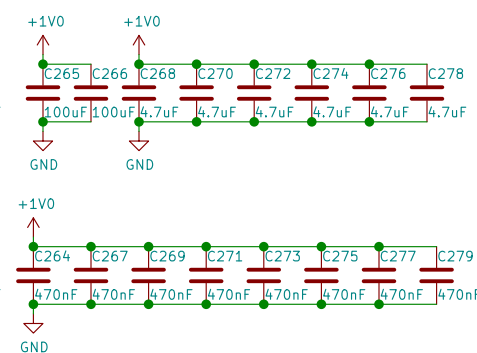 +1V0 +1V0
C265 C266 C268 C270 C272 C274 C276 C278
100uF 100uF 4.7uF 4.7uF 4.7uF 4.7uF 4.7uF 4.7uF
GND GND
+1V0
C264 C267 C269 C271 C273 C275 C277 C279
470nF 470nF 470nF 470nF 470nF 470nF 470nF 470nF
GND